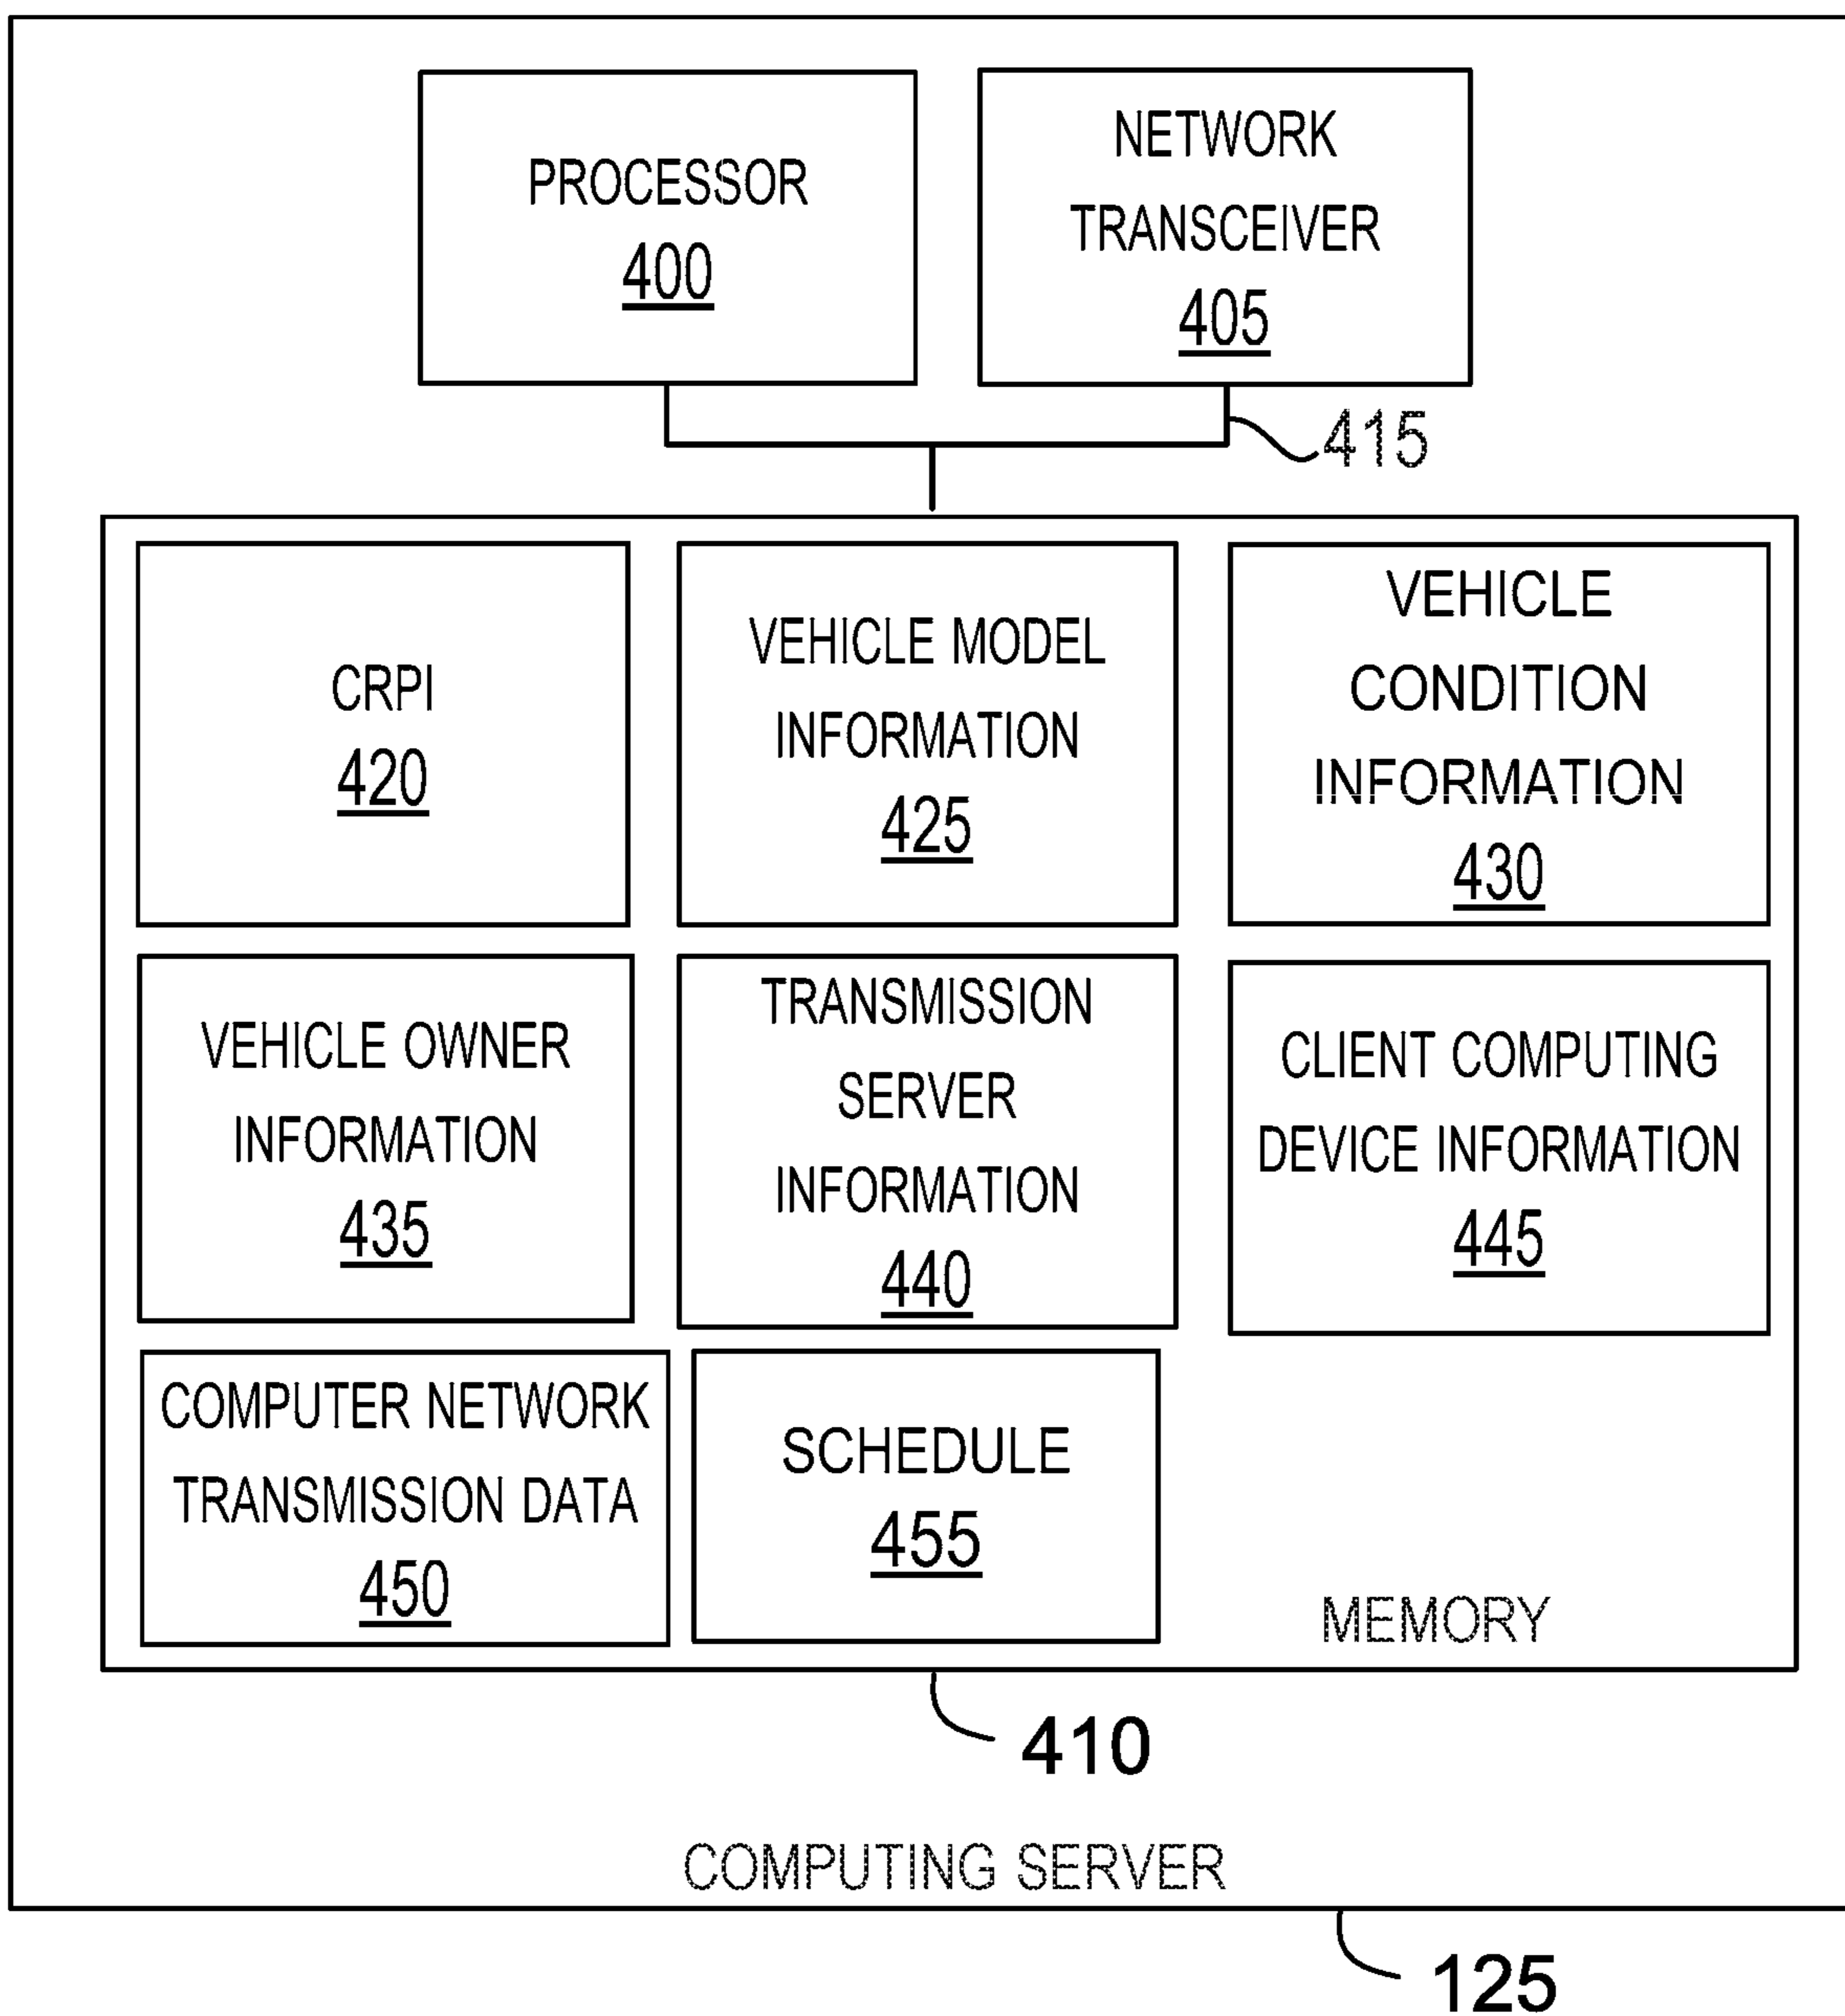 PROCESSOR
400
NETWORK
TRANSCEIVER
405
415
CRPI
420
VEHICLE MODEL
INFORMATION
425
VEHICLE
CONDITION
INFORMATION
430
VEHICLE OWNER
INFORMATION
435
TRANSMISSION
SERVER
INFORMATION
440
CLIENT COMPUTING
DEVICE INFORMATION
445
COMPUTER NETWORK
TRANSMISSION DATA
450
SCHEDULE
455
MEMORY
410
COMPUTING SERVER
125